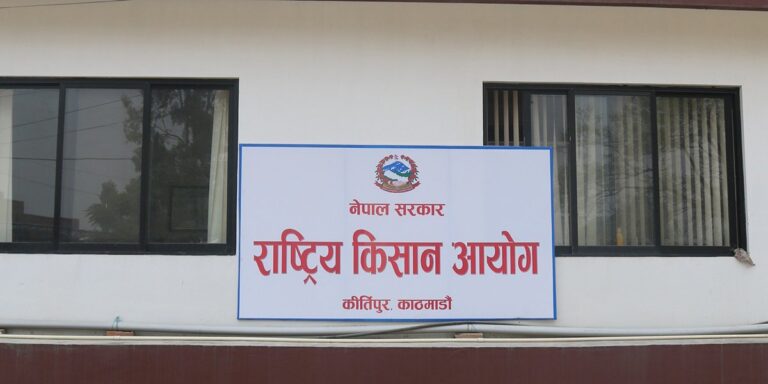 नेपाल सरकार
राष्ट्रिय किसान आयोग
कीर्तिपुर, काठमाडौं